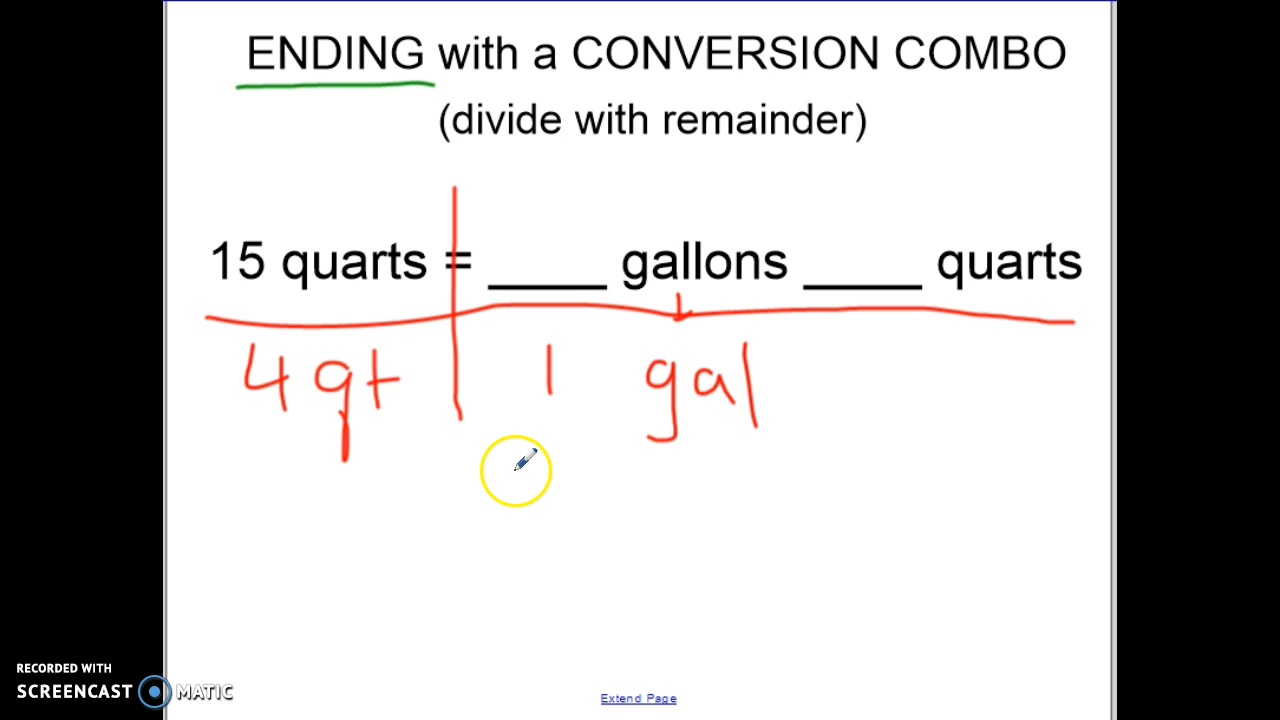 ENDING with a CONVERSION COMBO
(divide with remainder)
15 quarts = ____ gallons ____ quarts
4 qt 1 gal
RECORDED WITH
SCREENCAST MATIC
Extend Page